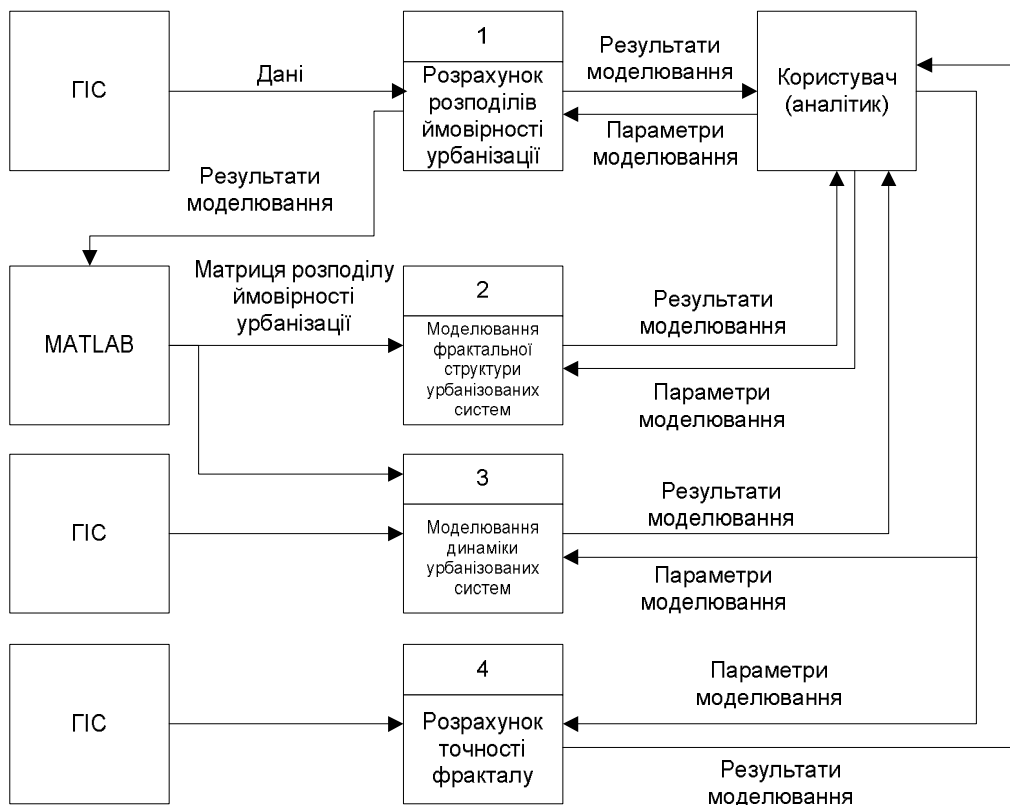 ГІС
Дані
1
Розрахунок
розподілів
ймовірності
урбанізації
Результати
моделювання
Параметри
моделювання
Користувач
(аналітик)
Результати
моделювання
MATLAB
Матриця розподілу
ймовірності
урбанізації
2
Моделювання
фрактальної
структури
урбанізованих
систем
Результати
моделювання
Параметри
моделювання
ГІС
3
Моделювання
динаміки
урбанізованих
систем
Результати
моделювання
Параметри
моделювання
ГІС
4
Розрахунок
точності
фракталу
Параметри
моделювання
Результати
моделювання